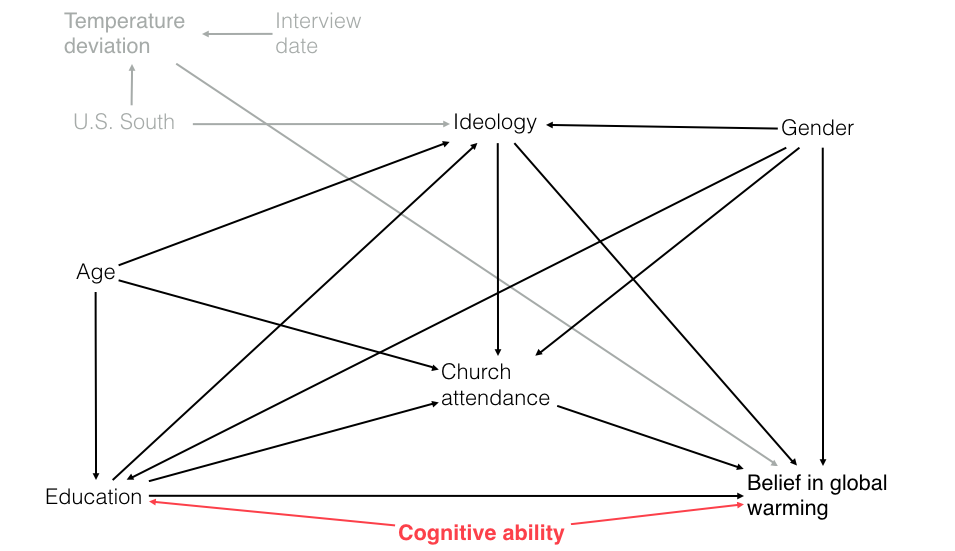 Temperature
deviation
Interview
date
U.S. South
Ideology
Gender
Age
Church
attendance
Education
Belief in global
warming
Cognitive ability